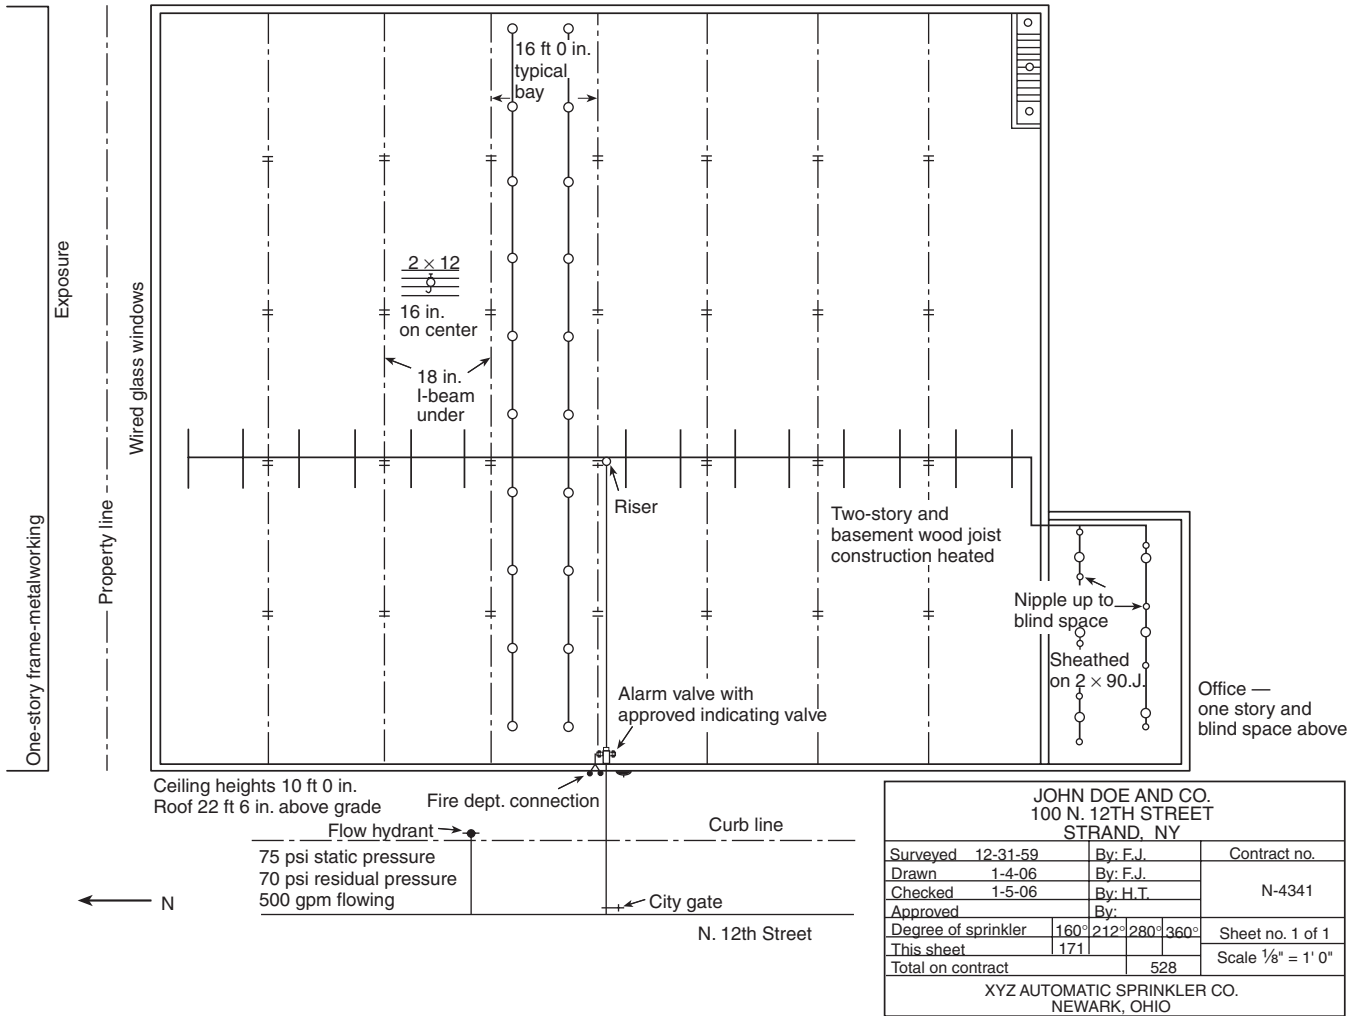 16 ft 0 in.
typical
bay
Exposure
Wired glass windows
2 × 12
16 in.
on center
18 in.
I-beam
under
Property line
One-story frame-metalworking
Riser
Two-story and
basement wood joist
construction heated
Nipple up to
blind space
Sheathed
on 2 × 90.J.
Office —
one story and
blind space above
Alarm valve with
approved indicating valve
Ceiling heights 10 ft 0 in.
Roof 22 ft 6 in. above grade
Fire dept. connection
Flow hydrant
Curb line
75 psi static pressure
70 psi residual pressure
500 gpm flowing
N
City gate
N. 12th Street
JOHN DOE AND CO.
100 N. 12TH STREET
STRAND, NY
Surveyed 12-31-59 By: F.J. Contract no.
Drawn 1-4-06 By: F.J.
Checked 1-5-06 By: H.T. N-4341
Approved By:
Degree of sprinkler 160° 212° 280° 360° Sheet no. 1 of 1
This sheet 171
Scale 1/8" = 1' 0"
Total on contract 528
XYZ AUTOMATIC SPRINKLER CO.
NEWARK, OHIO